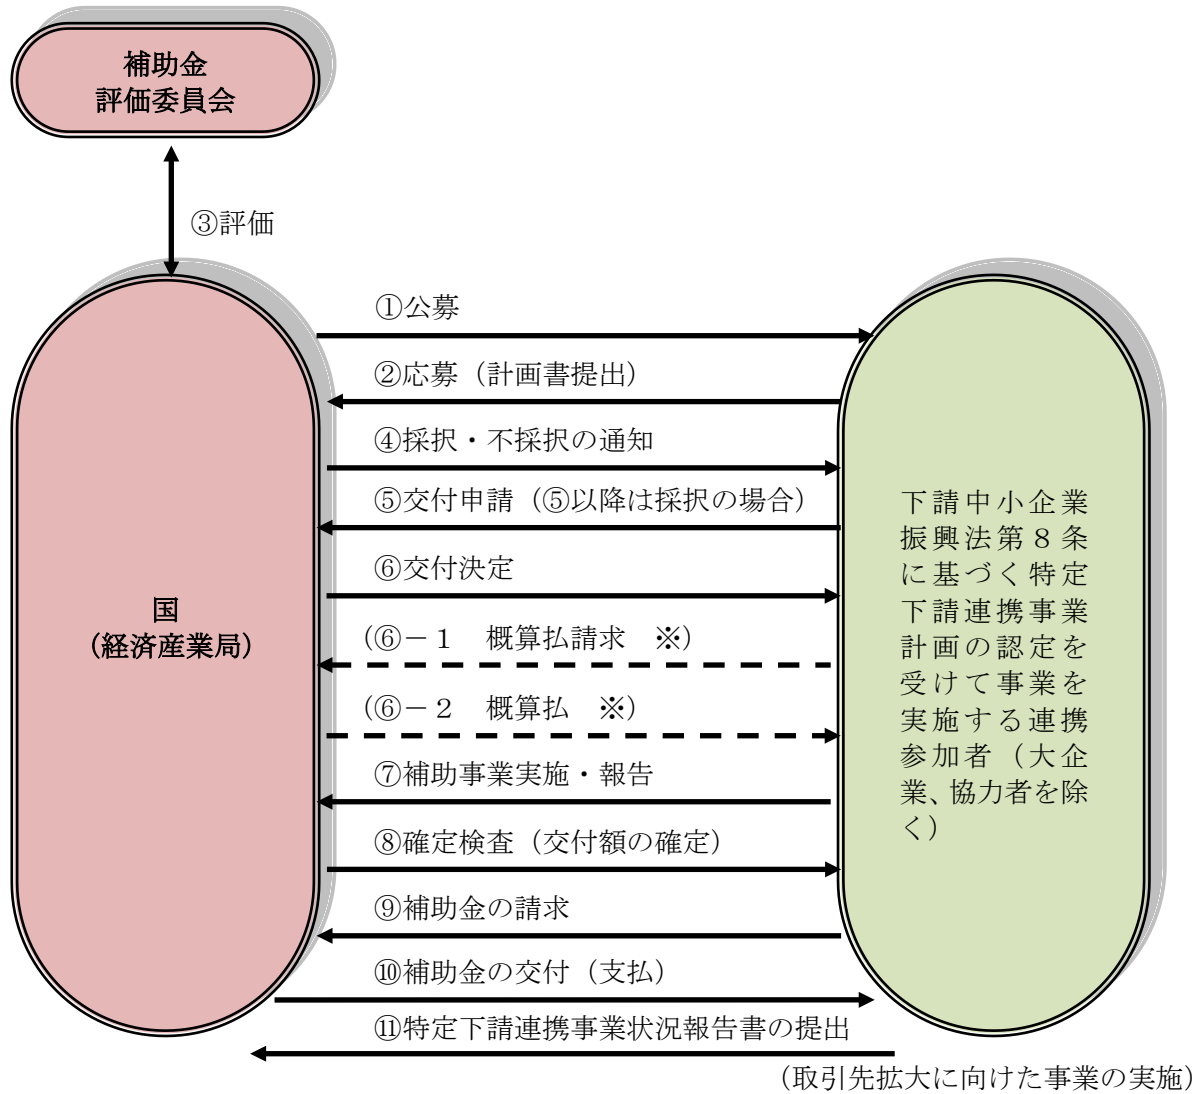 補助金
評価委員会
③評価
①公募
②応募（計画書提出）
④採択・不採択の通知
⑤交付申請（⑤以降は採択の場合）
⑥交付決定
（⑥－１　概算払請求　※）
（⑥－２　概算払　※）
⑦補助事業実施・報告
⑧確定検査（交付額の確定）
⑨補助金の請求
⑩補助金の交付（支払）
⑪特定下請連携事業状況報告書の提出
（取引先拡大に向けた事業の実施）
国
（経済産業局）
下請中小企業
振興法第８条
に基づく特定
下請連携事業
計画の認定を
受けて事業を
実施する連携
参加者（大企
業、協力者を除
く）